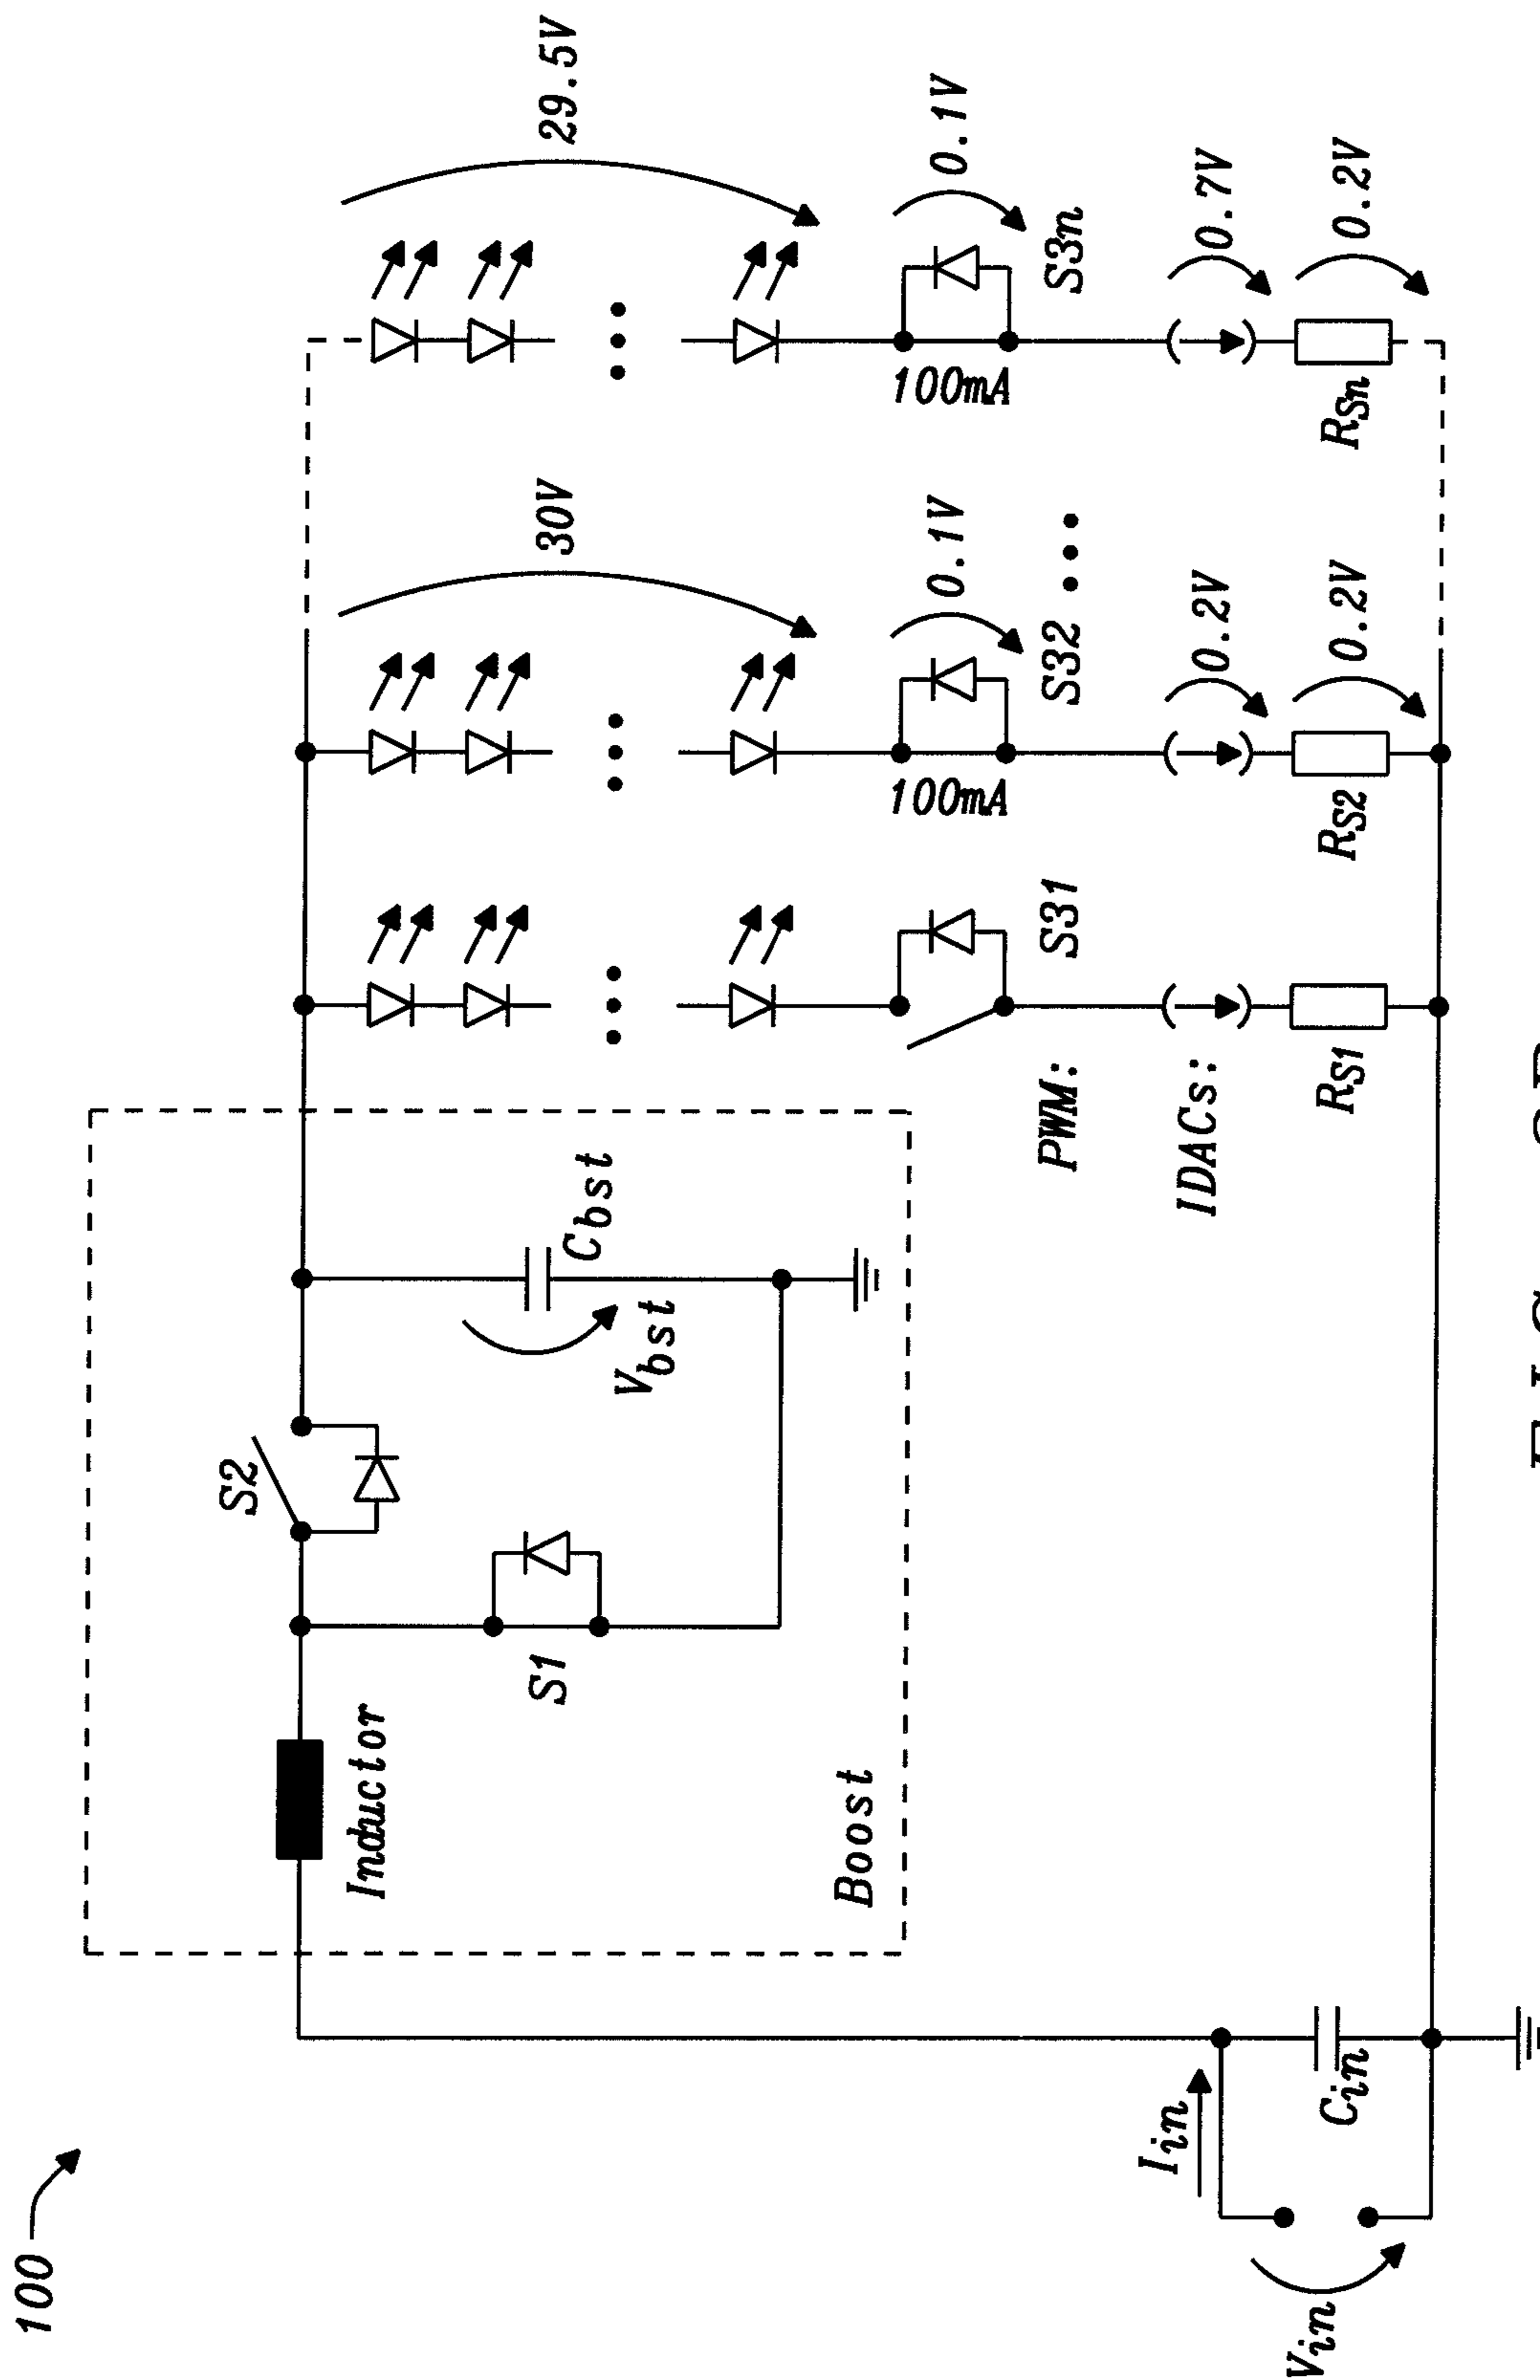 100
S2
Inductor
S1
Vbst
Cbst
Boost
30V
29.5V
100mA
0.1V
100mA
0.1V
PWM:
S31
S32
S3n
IDACs:
0.2V
0.7V
Iin
Vin
Cin
RS1
RS2
0.2V
RSn
0.2V